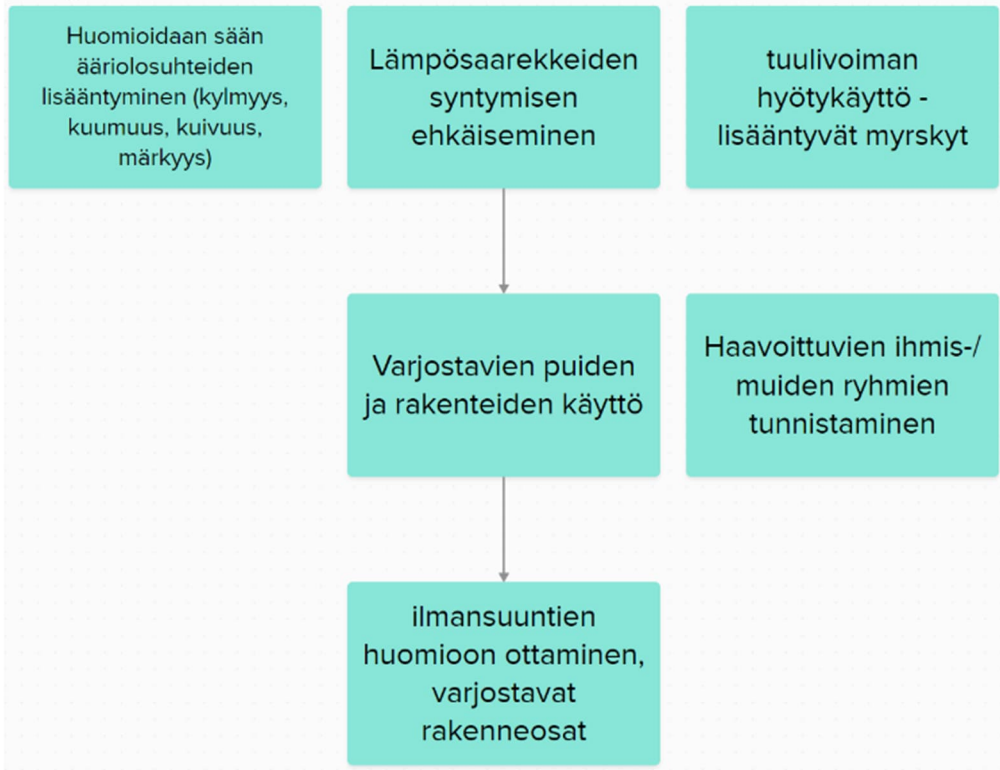 Huomioidaan sään
ääriolosuhteiden
lisääntyminen (kylmyys,
kuumuus, kuivuus,
märkyys)
Lämpösaarekkeiden
syntymisen
ehkäiseminen
tuulivoiman
hyötykäyttö -
lisääntyvät myrskyt
Varjostavien puiden
ja rakenteiden käyttö
Haavoittuvien ihmis-/
muiden ryhmien
tunnistaminen
ilmansuuntien
huomioon ottaminen,
varjostavat
rakenneosat